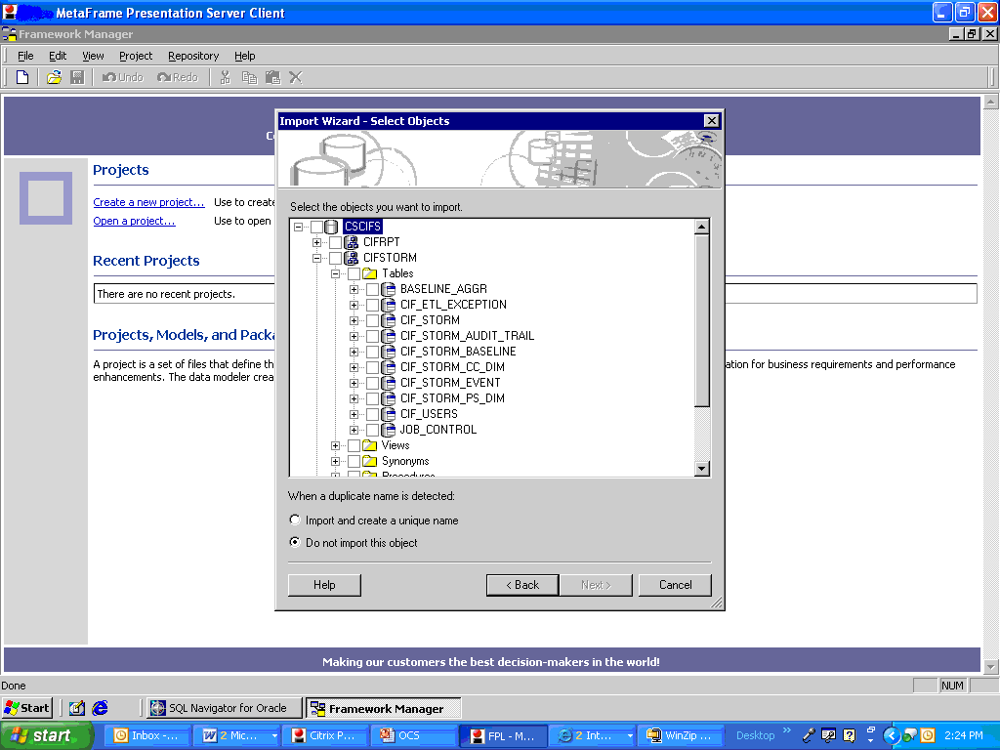 MetaFrame Presentation Server Client
Framework Manager
File Edit View Project Repository Help
Undo Redo
Import Wizard - Select Objects
Projects
Create a new project... Use to create
Open a project... Use to open
Recent Projects
There are no recent projects.
Projects, Models, and Packa
A project is a set of files that define th
enhancements. The data modeler crea
ation for business requirements and performance
Select the objects you want to import.
CSCIFS
CIFRPT
CIFSTORM
Tables
BASELINE_AGGR
CIF_ETL_EXCEPTION
CIF_STORM
CIF_STORM_AUDIT_TRAIL
CIF_STORM_BASELINE
CIF_STORM_CC_DIM
CIF_STORM_EVENT
CIF_STORM_PS_DIM
CIF_USERS
JOB_CONTROL
Views
Synonyms
Procedures
When a duplicate name is detected:
Import and create a unique name
Do not import this object
Help < Back Next > Cancel
Making our customers the best decision-makers in the world!
Done NUM
Start SQL Navigator for Oracle Framework Manager
start Inbox -... 2 Mic... Citrix P... OCS FPL - M... 2 Int... WinZip ... Desktop 2:24 PM